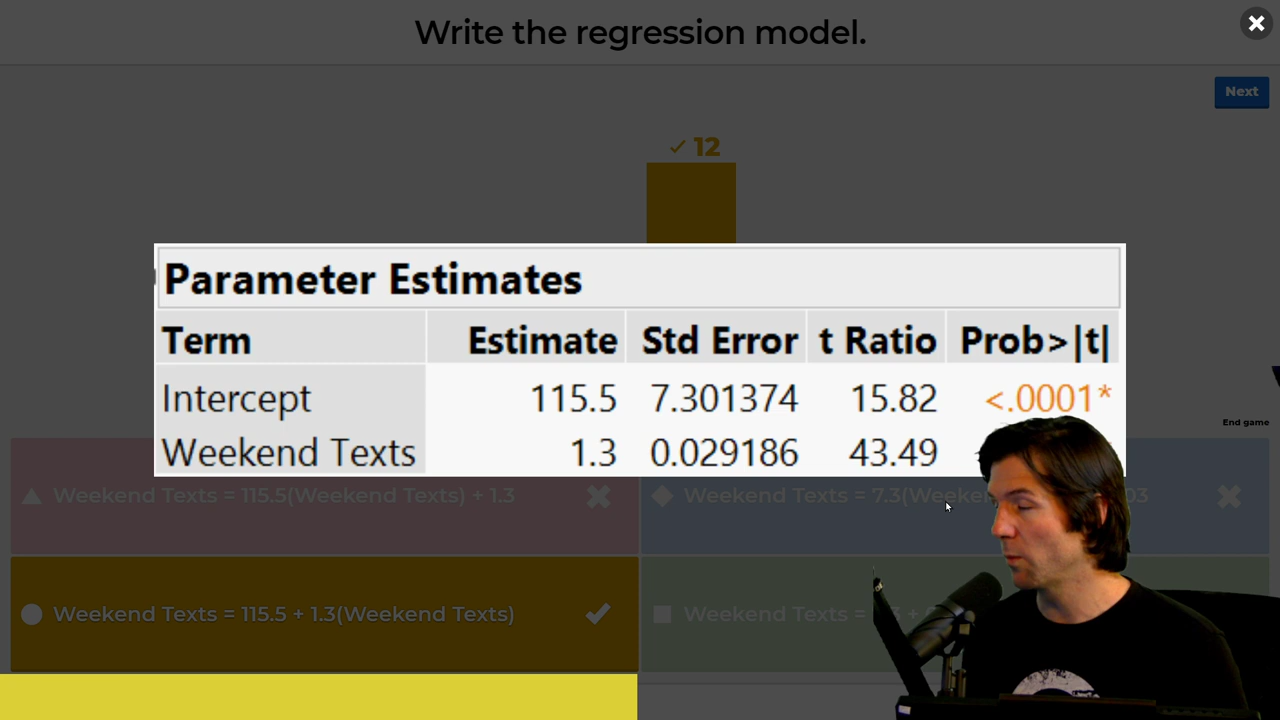 Write the regression model.
Next
12
Parameter Estimates
Term Estimate Std Error t Ratio Prob>|t|
Intercept 115.5 7.301374 15.82 <.0001*
Weekend Texts 1.3 0.029186 43.49
End game
Weekend Texts = 115.5(Weekend Texts) + 1.3
Weekend Texts = 7.3(Weeken 03
Weekend Texts = 115.5 + 1.3(Weekend Texts)
Weekend Texts =